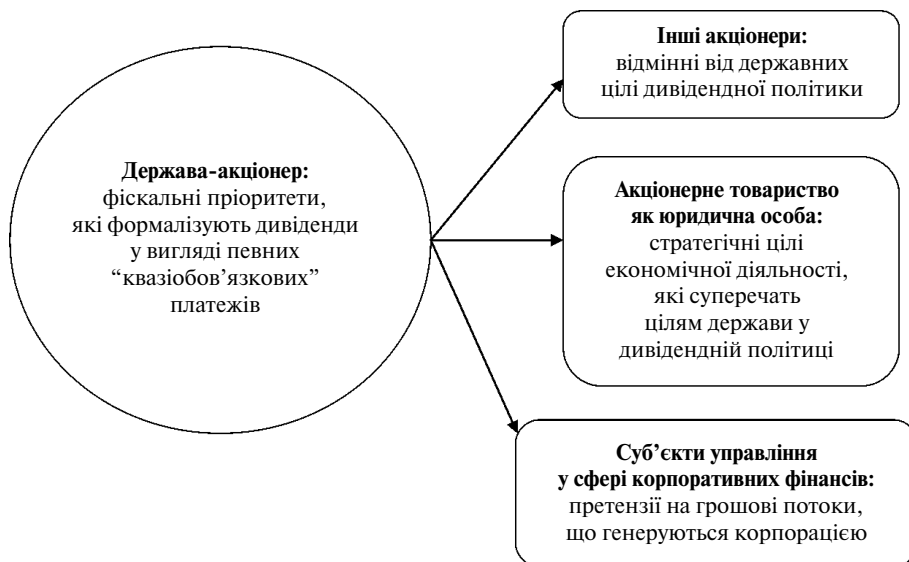 Держава-акціонер:
фіскальні пріоритети,
які формалізують дивіденди
у вигляді певних
“квазіобов’язкових”
платежів
Інші акціонери:
відмінні від державних
цілі дивідендної політики
Акціонерне товариство
як юридична особа:
стратегічні цілі
економічної діяльності,
які суперечать
цілям держави у
дивідендній політиці
Суб’єкти управління
у сфері корпоративних фінансів:
претензії на грошові потоки,
що генеруються корпорацією